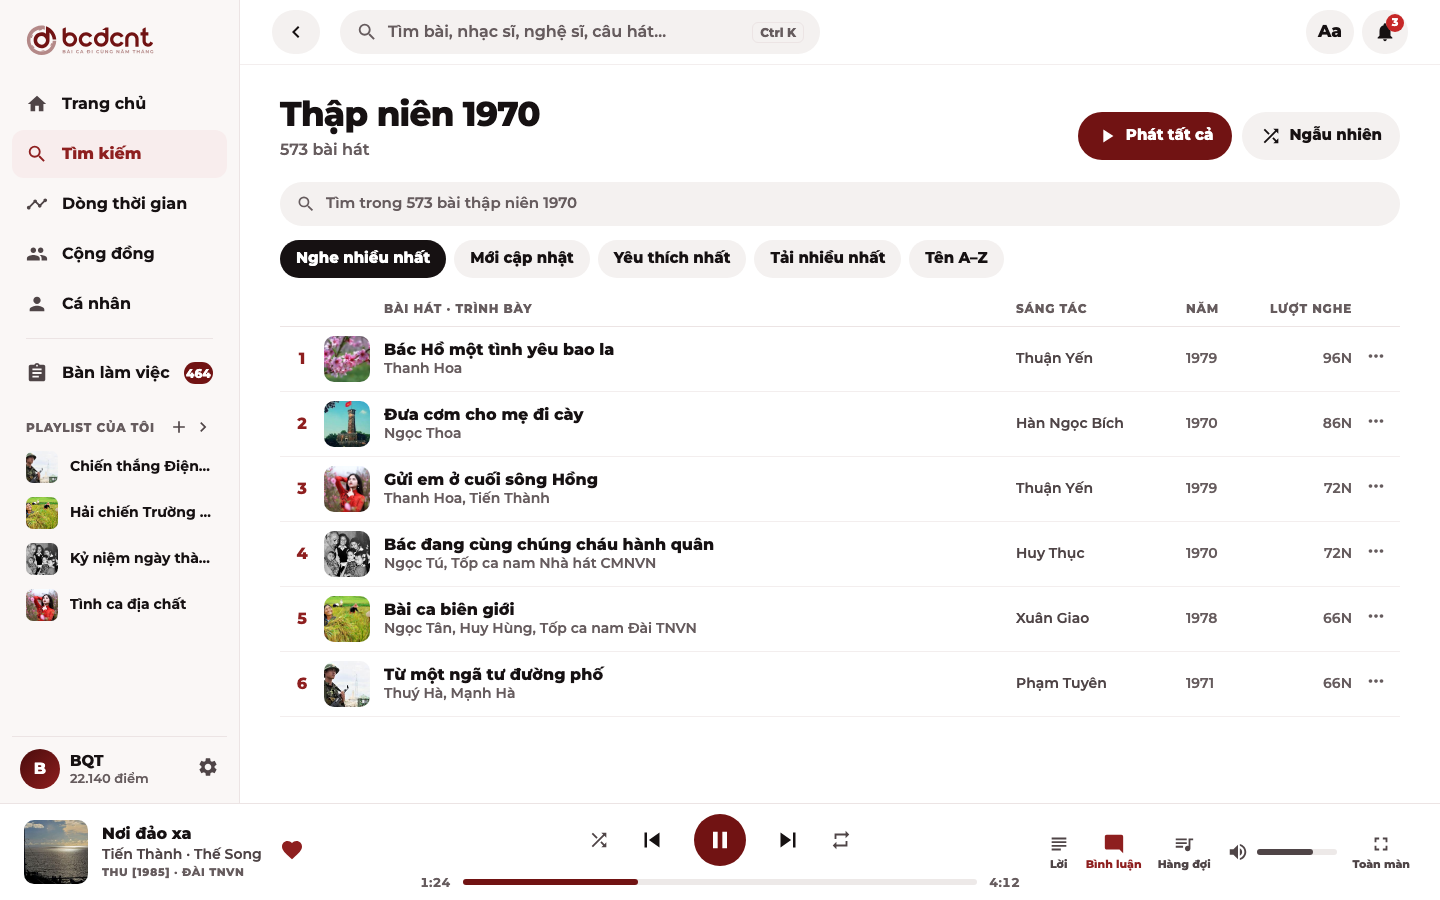 bcdcnt
BÀI CA ĐI CÙNG NĂM THÁNG
Trang chủ
Tìm kiếm
Dòng thời gian
Cộng đồng
Cá nhân
Bàn làm việc 464
PLAYLIST CỦA TÔI
Chiến thắng Điện...
Hải chiến Trường ...
Kỷ niệm ngày thà...
Tình ca địa chất
B
BQT
22.140 điểm
Tìm bài, nhạc sĩ, nghệ sĩ, câu hát... Ctrl K
Aa
3
Thập niên 1970
573 bài hát
Phát tất cả
Ngẫu nhiên
Tìm trong 573 bài thập niên 1970
Nghe nhiều nhất Mới cập nhật Yêu thích nhất Tải nhiều nhất Tên A–Z
BÀI HÁT · TRÌNH BÀY SÁNG TÁC NĂM LƯỢT NGHE
1 Bác Hồ một tình yêu bao la Thuận Yến 1979 96N
Thanh Hoa
2 Đưa cơm cho mẹ đi cày Hàn Ngọc Bích 1970 86N
Ngọc Thoa
3 Gửi em ở cuối sông Hồng Thuận Yến 1979 72N
Thanh Hoa, Tiến Thành
4 Bác đang cùng chúng cháu hành quân Huy Thục 1970 72N
Ngọc Tú, Tốp ca nam Nhà hát CMNVN
5 Bài ca biên giới Xuân Giao 1978 66N
Ngọc Tân, Huy Hùng, Tốp ca nam Đài TNVN
6 Từ một ngã tư đường phố Phạm Tuyên 1971 66N
Thuý Hà, Mạnh Hà
Nơi đảo xa
Tiến Thành · Thế Song
THU [1985] · ĐÀI TNVN
1:24
4:12
Lời
Bình luận
Hàng đợi
Toàn màn